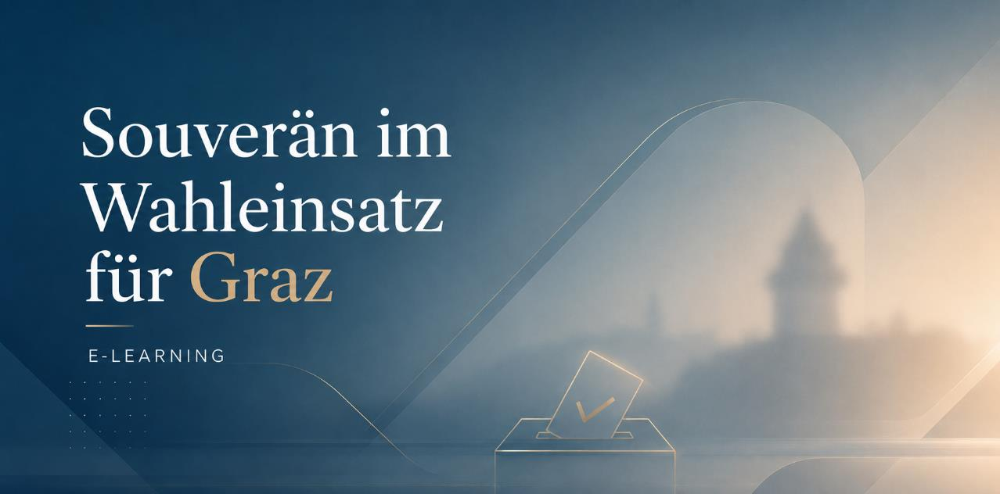 Souverän im
Wahleinsatz
für Graz
E-LEARNING